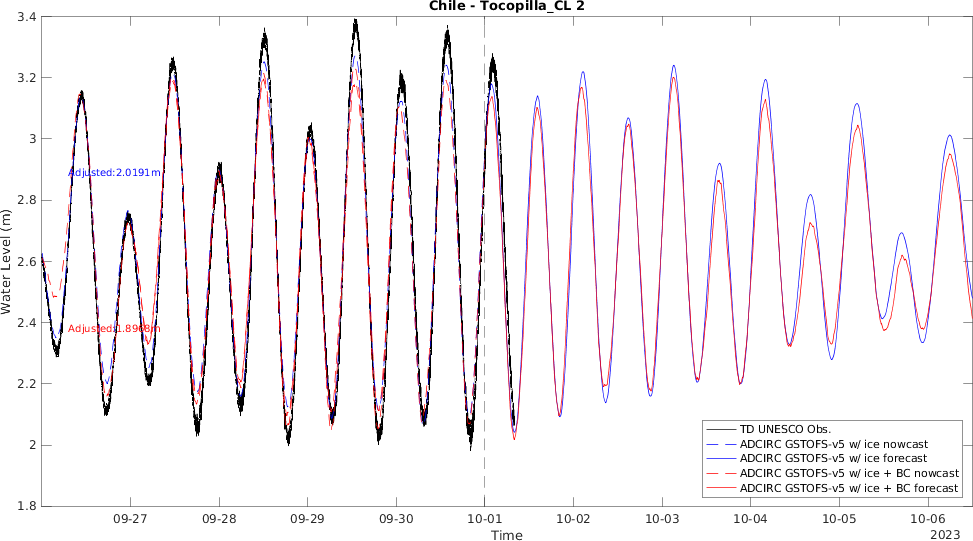 Chile - Tocopilla_CL 2
3.4
3.2
3
2.8
2.6
2.4
2.2
2
1.8
Water Level (m)
Adjusted:2.0191m
Adjusted:1.8968m
TD UNESCO Obs.
ADCIRC GSTOFS-v5 w/ ice nowcast
ADCIRC GSTOFS-v5 w/ ice forecast
ADCIRC GSTOFS-v5 w/ ice + BC nowcast
ADCIRC GSTOFS-v5 w/ ice + BC forecast
09-27 09-28 09-29 09-30 10-01 10-02 10-03 10-04 10-05 10-06
Time
2023